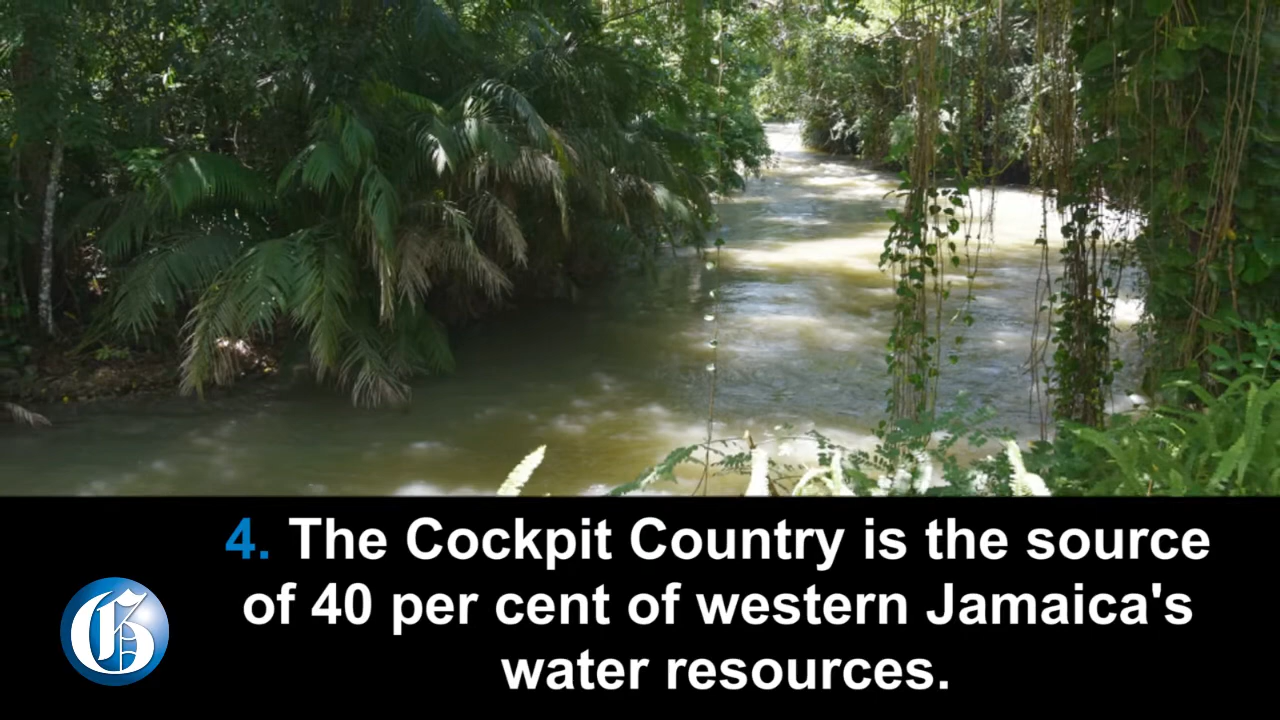 4. The Cockpit Country is the source
of 40 per cent of western Jamaica's
water resources.
G